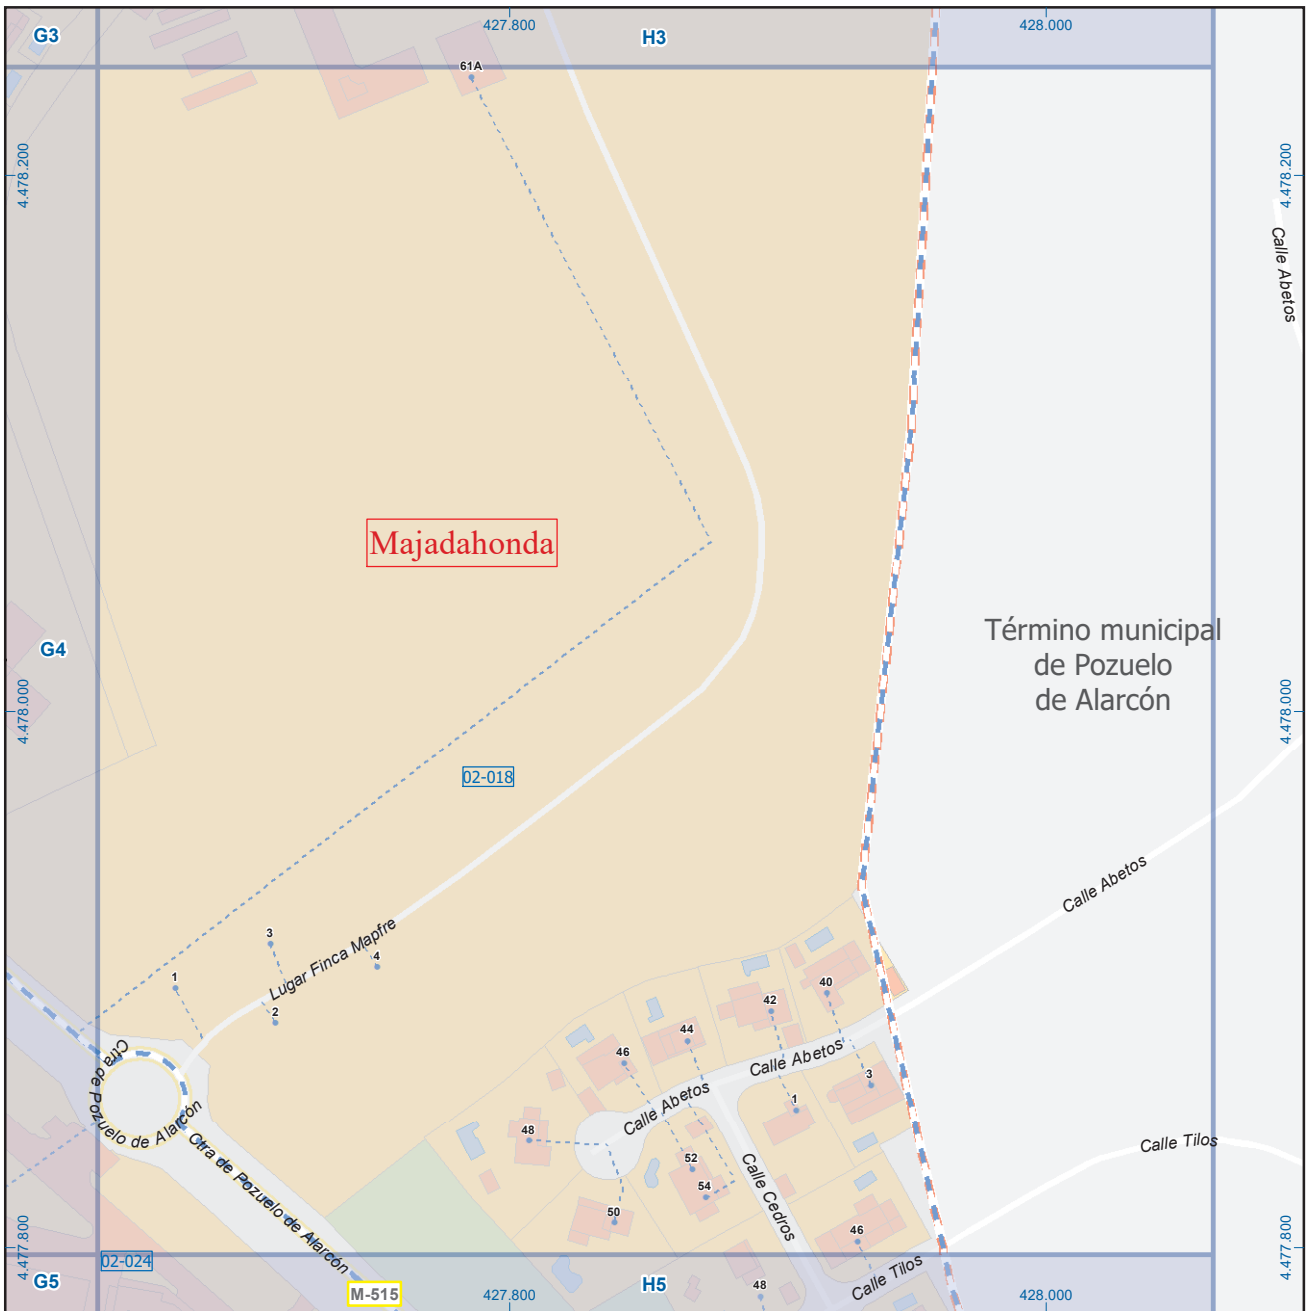 427.800
428.000
G3
H3
61A
4.478.200
4.478.200
Calle Abetos
Majadahonda
Término municipal
de Pozuelo
de Alarcón
G4
4.478.000
4.478.000
02-018
Calle Abetos
Lugar Finca Mapfre
3
4
1
2
40
42
44
46
Calle Abetos
Calle Abetos
3
1
48
52
54
50
46
48
Ctra de Pozuelo de Alarcón
Ctra de Pozuelo de Alarcón
Calle Cedros
Calle Tilos
Calle Tilos
4.477.800
4.477.800
02-024
G5
M-515
427.800
H5
428.000